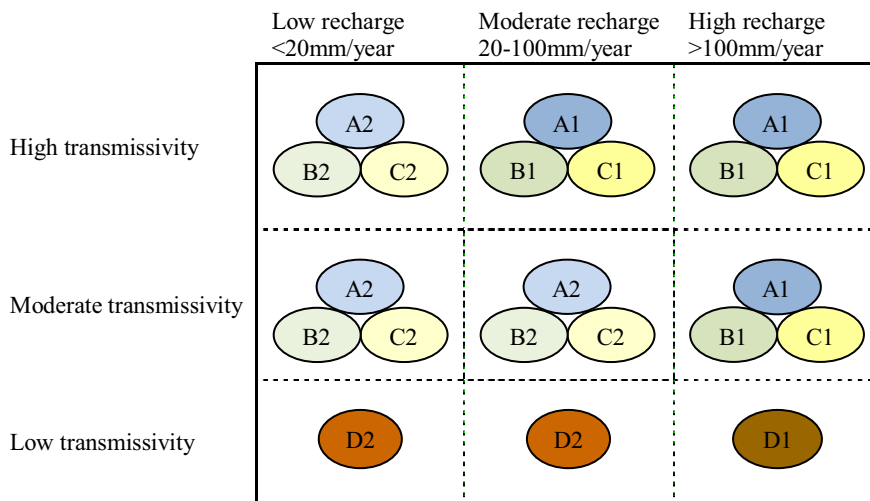 Low recharge
<20mm/year
Moderate recharge
20-100mm/year
High recharge
>100mm/year
High transmissivity
A2
B2 C2
A1
B1 C1
A1
B1 C1
Moderate transmissivity
A2
B2 C2
A2
B2 C2
A1
B1 C1
Low transmissivity
D2
D2
D1